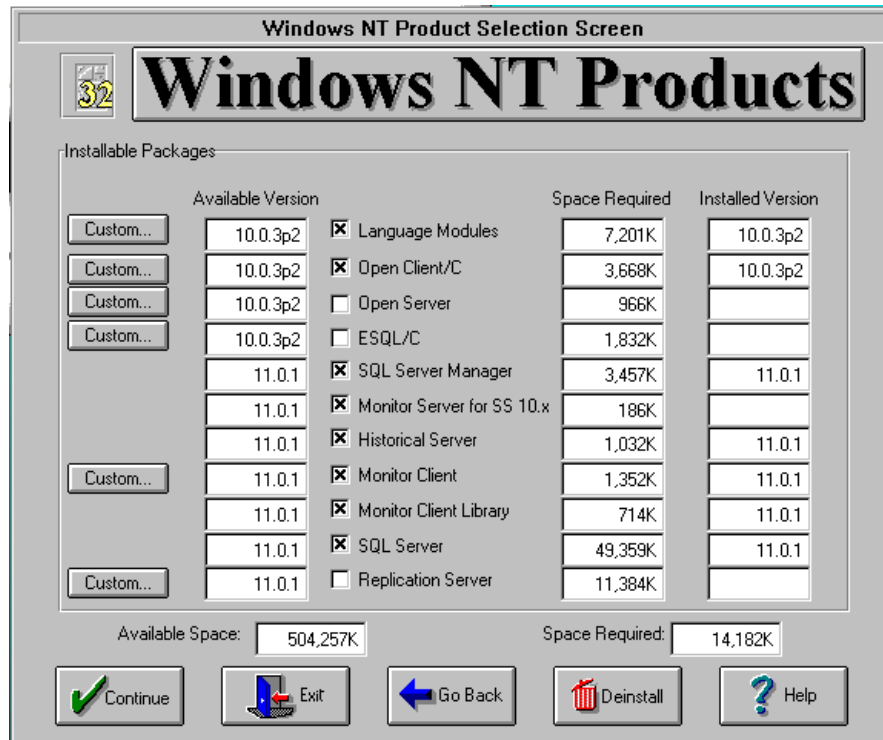 Windows NT Product Selection Screen
32 Windows NT Products
Installable Packages
Available Version Space Required Installed Version
Custom... 10.0.3p2 Language Modules 7,201K 10.0.3p2
Custom... 10.0.3p2 Open Client/C 3,668K 10.0.3p2
Custom... 10.0.3p2 Open Server 966K
Custom... 10.0.3p2 ESQL/C 1,832K
11.0.1 SQL Server Manager 3,457K 11.0.1
11.0.1 Monitor Server for SS 10.x 186K
11.0.1 Historical Server 1,032K 11.0.1
Custom... 11.0.1 Monitor Client 1,352K 11.0.1
11.0.1 Monitor Client Library 714K 11.0.1
11.0.1 SQL Server 49,359K 11.0.1
Custom... 11.0.1 Replication Server 11,384K
Available Space: 504,257K Space Required: 14,182K
Continue Exit Go Back Deinstall Help